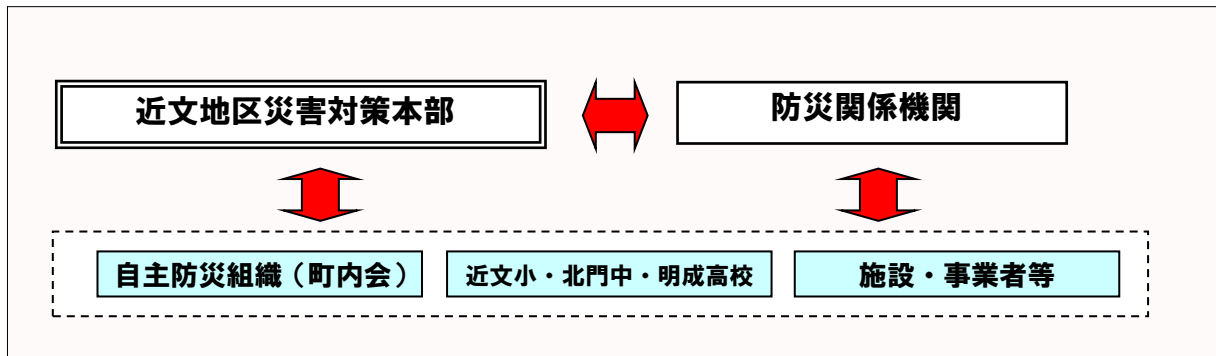 近文地区災害対策本部
防災関係機関
自主防災組織（町内会）
近文小・北門中・明成高校
施設・事業者等